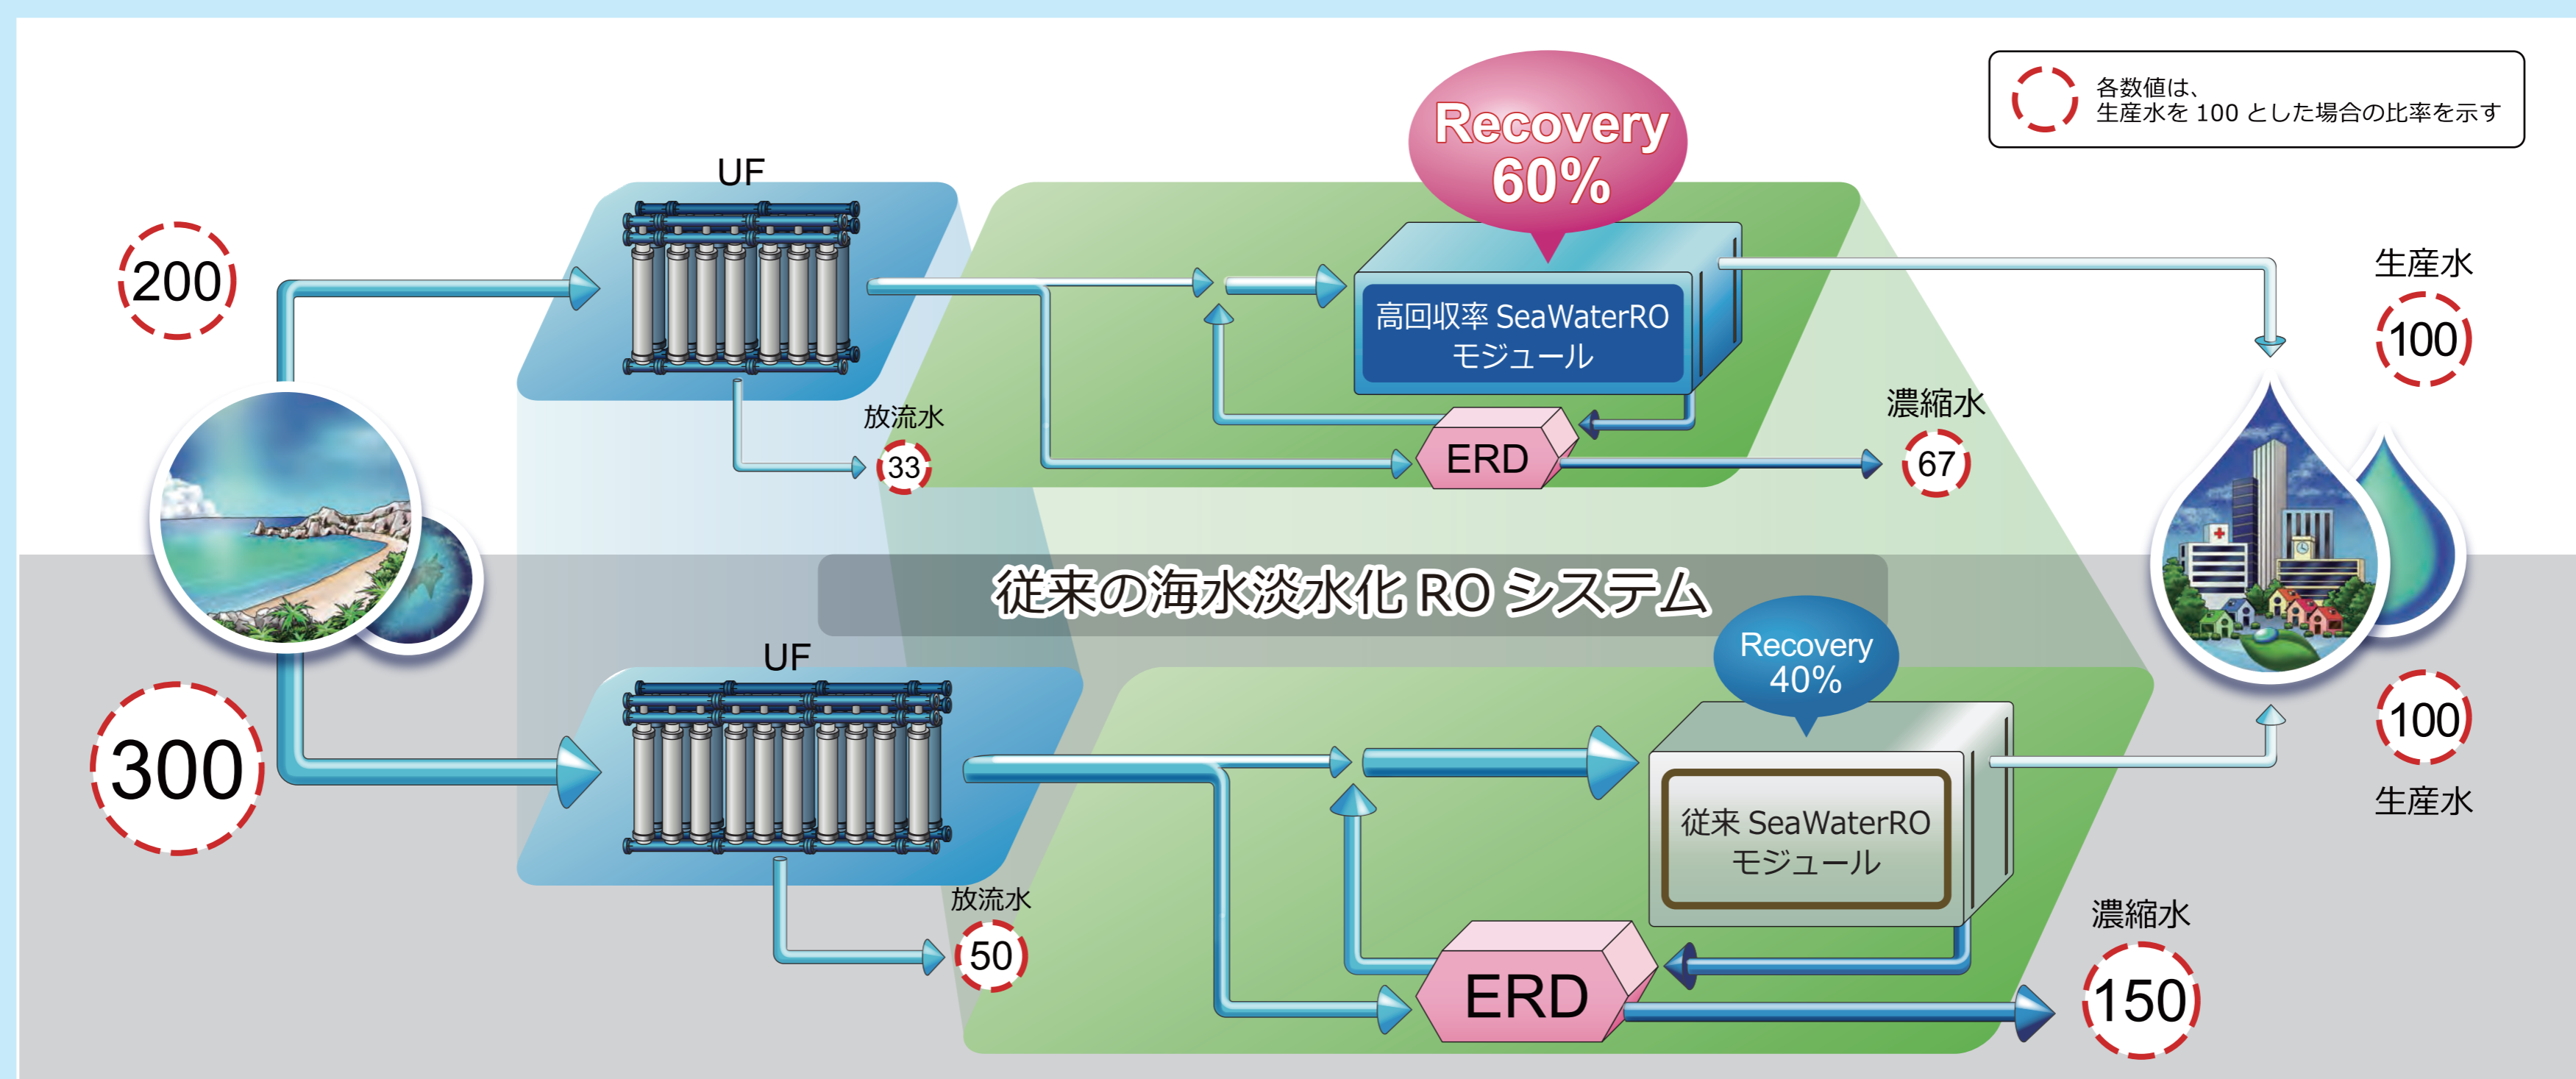 各数値は、
生産水を 100 とした場合の比率を示す
Recovery
60%
UF
200
高回収率 SeaWaterRO
モジュール
生産水
100
放流水
33
ERD
濃縮水
67
従来の海水淡水化 RO システム
UF
Recovery
40%
300
従来 SeaWaterRO
モジュール
100
生産水
放流水
50
ERD
濃縮水
150